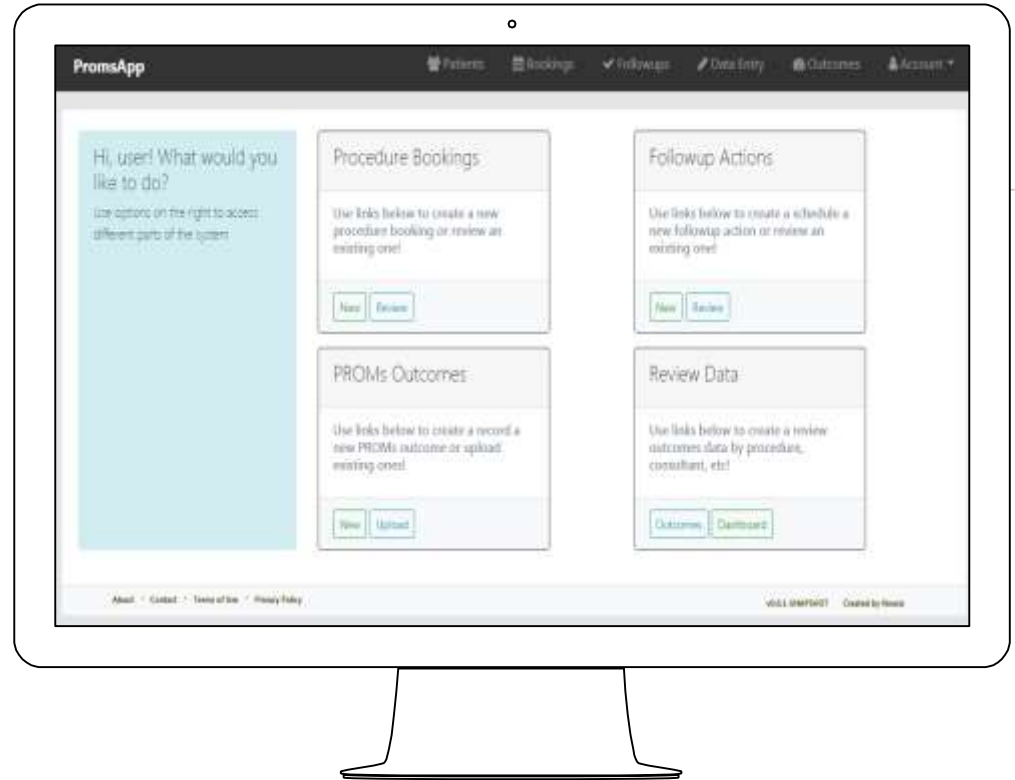 PromsApp
Patients
Bookings
Followups
Data Entry
Outcomes
Account
Hi, user! What would you
like to do?
Use options on the right to access
different parts of the system
Procedure Bookings
Use links below to create a new
procedure booking or review an
existing one!
New
Review
Followup Actions
Use links below to create a schedule a
new followup action or review an
existing one!
New
Review
PROMs Outcomes
Use links below to create a record a
new PROMs outcome or upload
existing ones!
New
Upload
Review Data
Use links below to create a review
outcomes data by procedure,
consultant, etc!
Outcomes
Dashboard
About
Contact
Terms of Use
Privacy Policy
SNAPSHOT
Created by